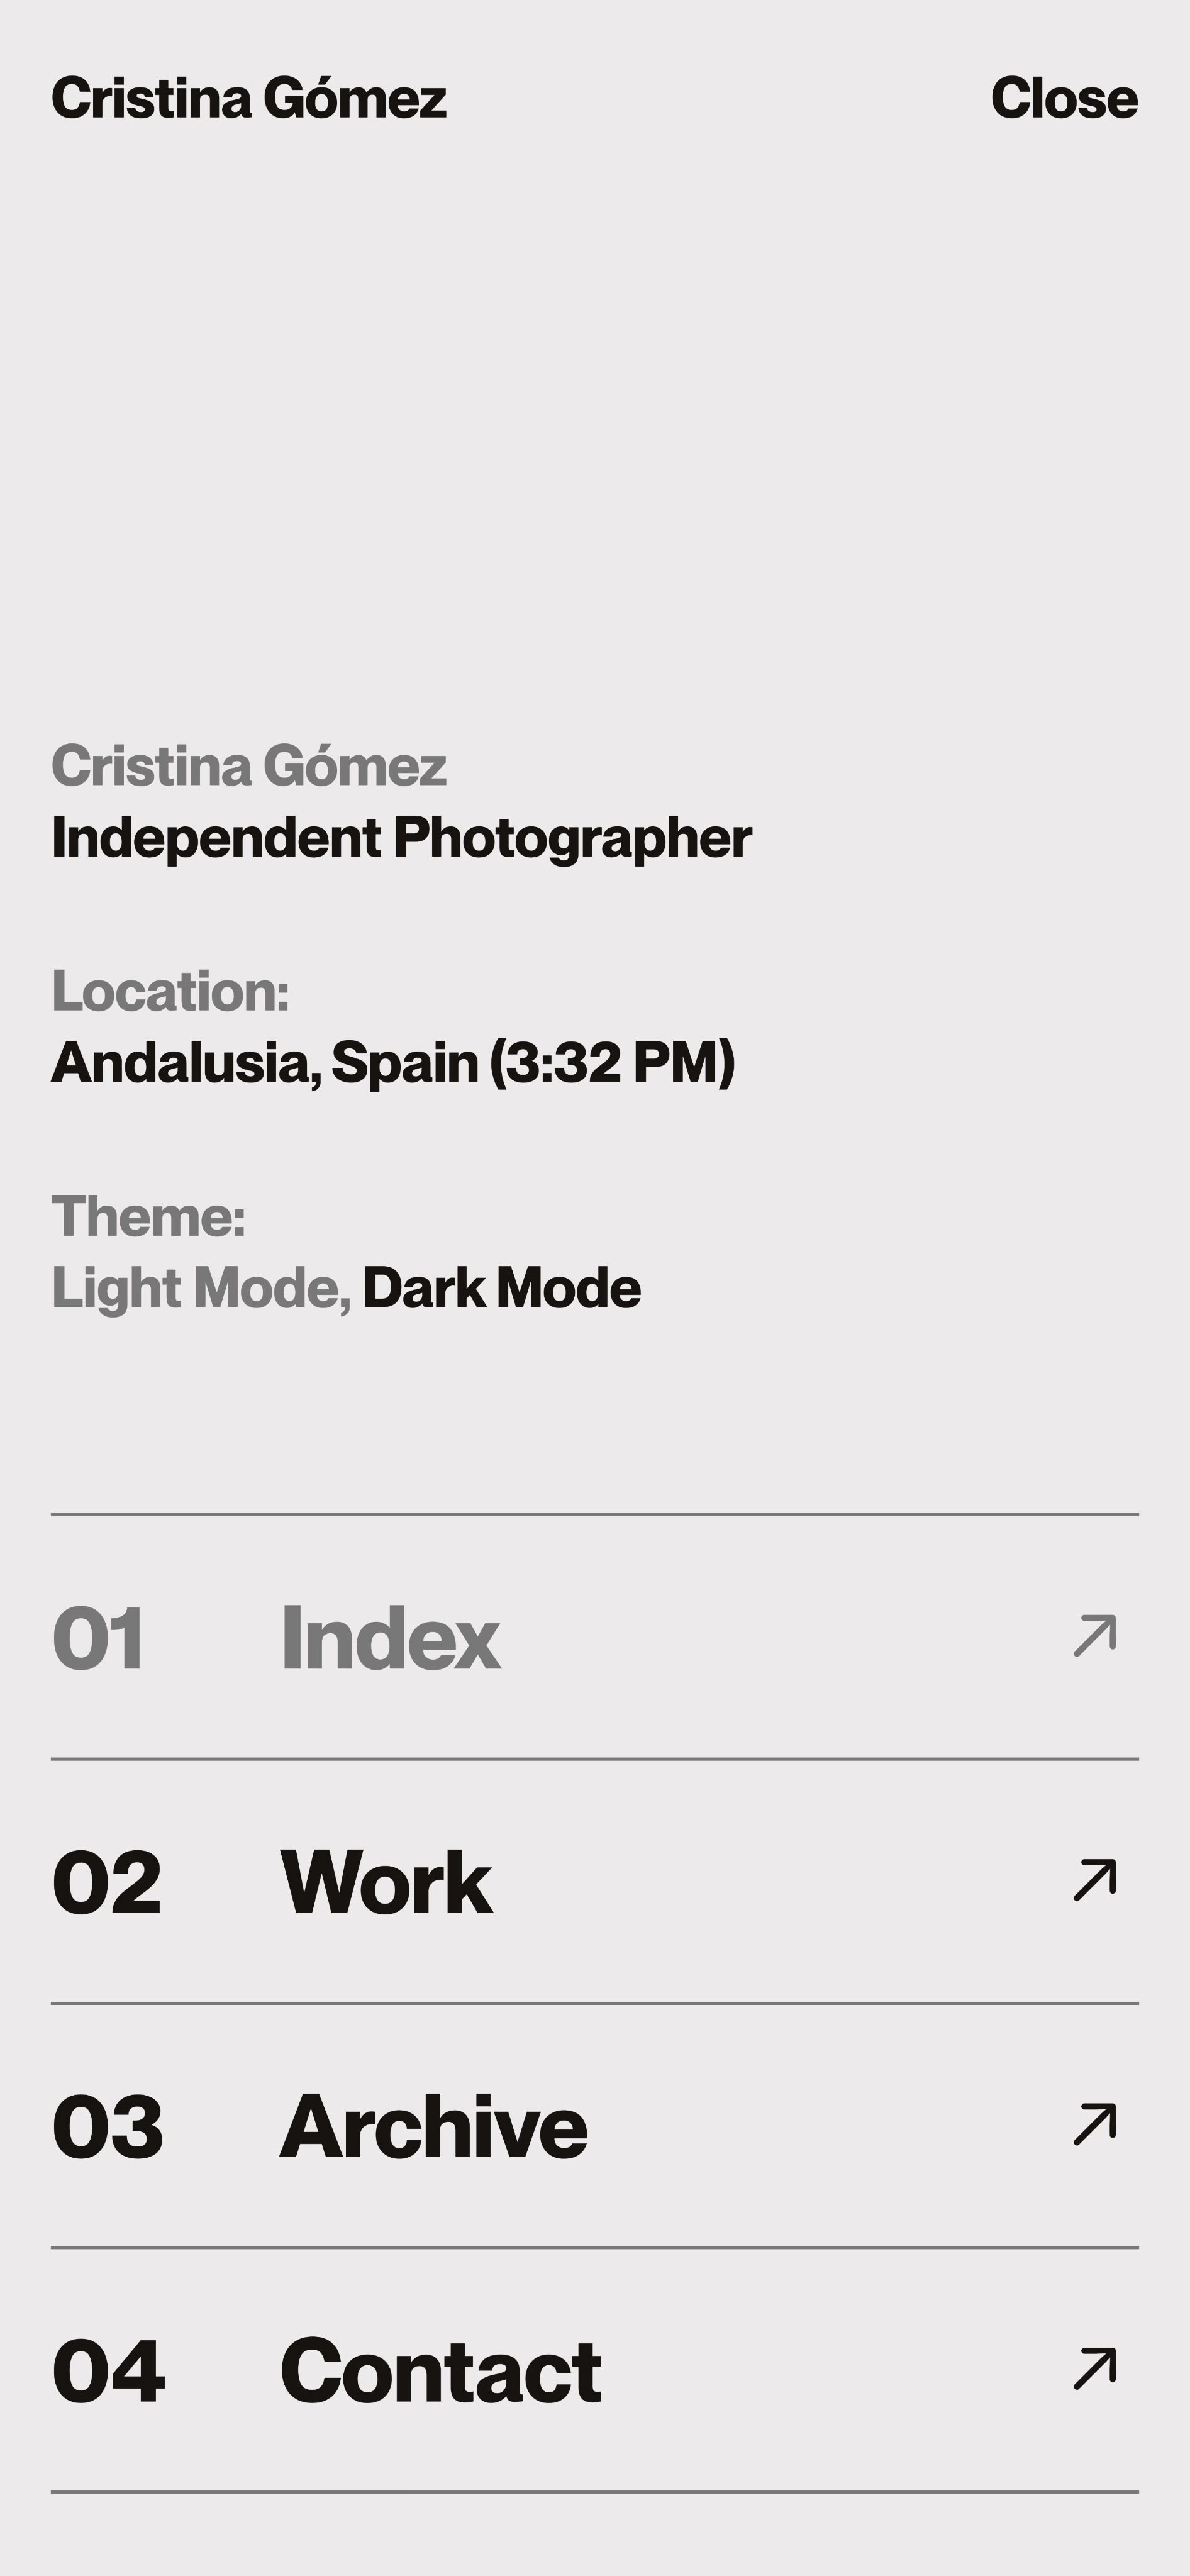 Cristina Gómez Close
Cristina Gómez
Independent Photographer
Location:
Andalusia, Spain (3:32 PM)
Theme:
Light Mode, Dark Mode
01 Index
02 Work
03 Archive
04 Contact